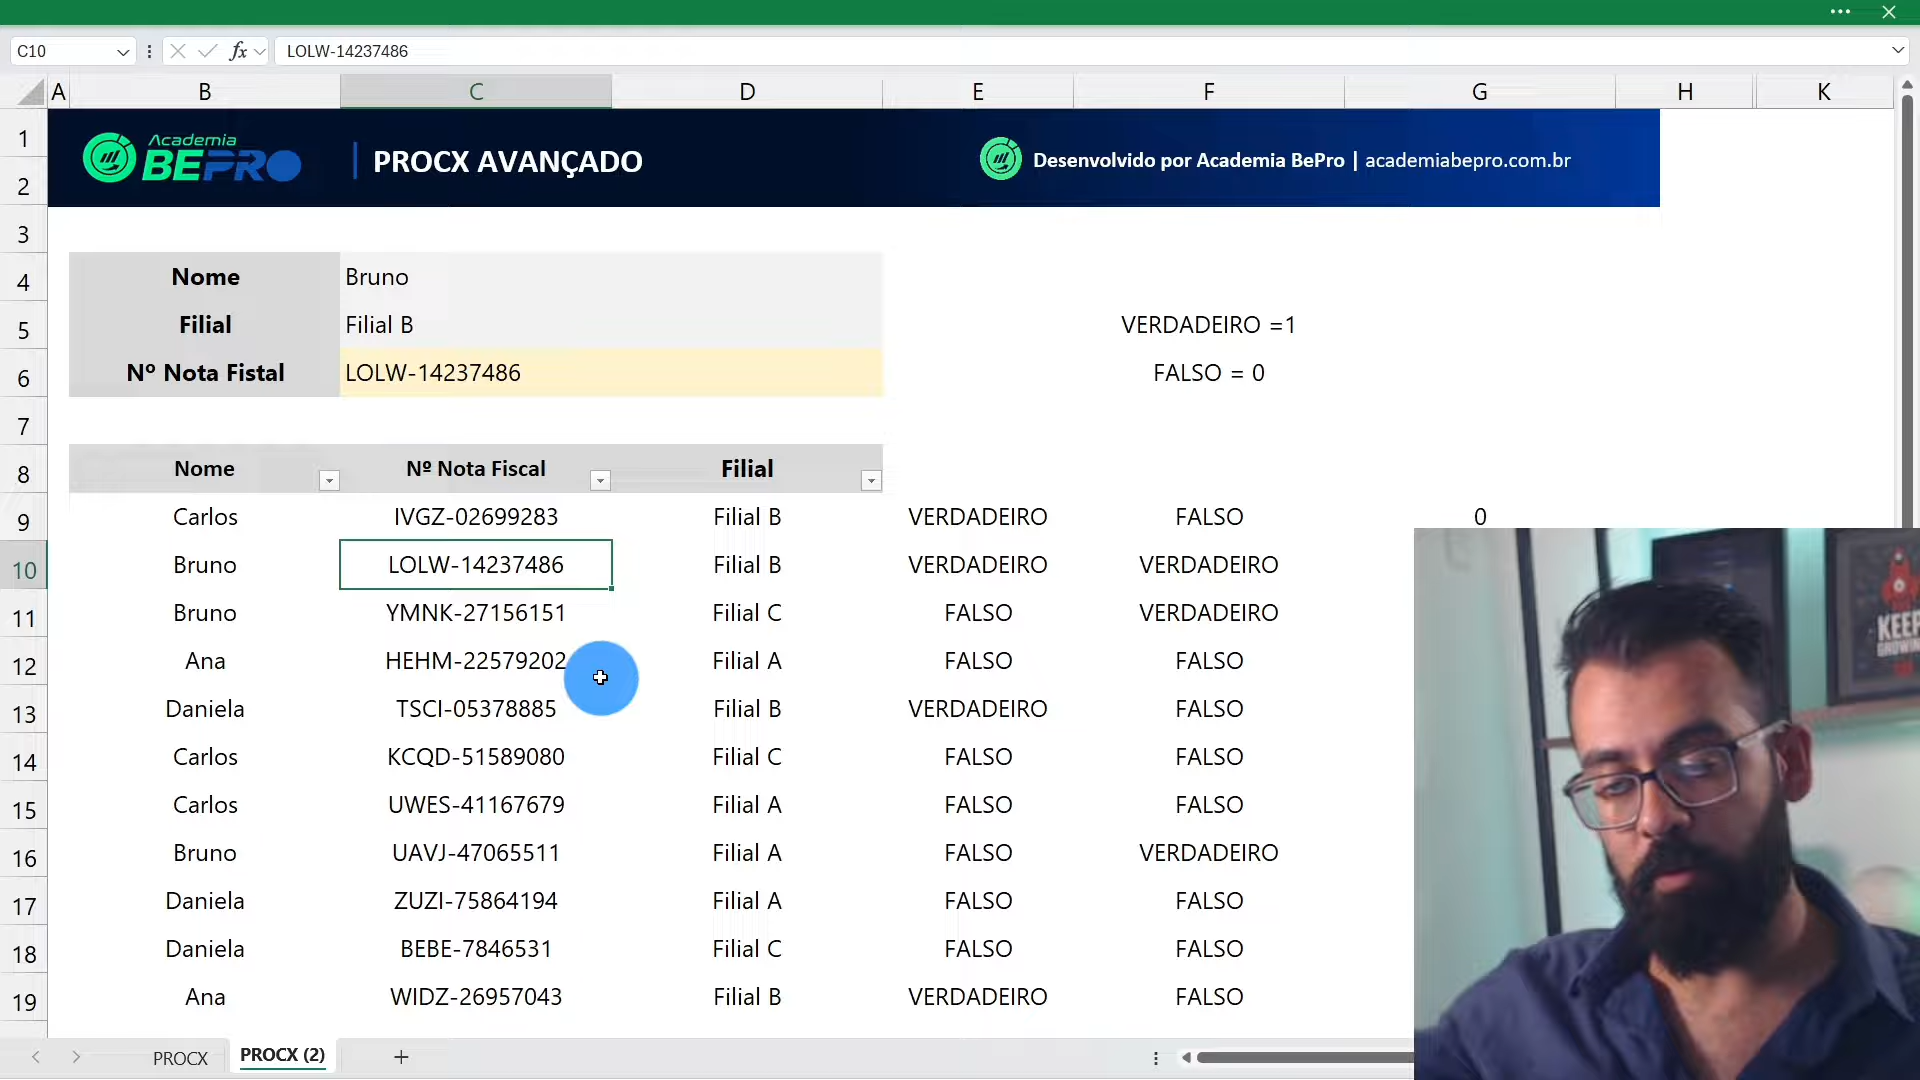 C10
fx
LOLW-14237486
A B C D E F G H K
1
2
Academia
BEPRO
PROCX AVANÇADO
Desenvolvido por Academia BePro | academiabepro.com.br
3
4 Nome Bruno
5 Filial Filial B VERDADEIRO =1
6 Nº Nota Fistal LOLW-14237486 FALSO = 0
7
8 Nome Nº Nota Fiscal Filial
9 Carlos IVGZ-02699283 Filial B VERDADEIRO FALSO 0
10 Bruno LOLW-14237486 Filial B VERDADEIRO VERDADEIRO
11 Bruno YMNK-27156151 Filial C FALSO VERDADEIRO
12 Ana HEHM-22579202 Filial A FALSO FALSO
13 Daniela TSCI-05378885 Filial B VERDADEIRO FALSO
14 Carlos KCQD-51589080 Filial C FALSO FALSO
15 Carlos UWES-41167679 Filial A FALSO FALSO
16 Bruno UAVJ-47065511 Filial A FALSO VERDADEIRO
17 Daniela ZUZI-75864194 Filial A FALSO FALSO
18 Daniela BEBE-7846531 Filial C FALSO FALSO
19 Ana WIDZ-26957043 Filial B VERDADEIRO FALSO
KEEP
GROWING
PROCX
PROCX (2)